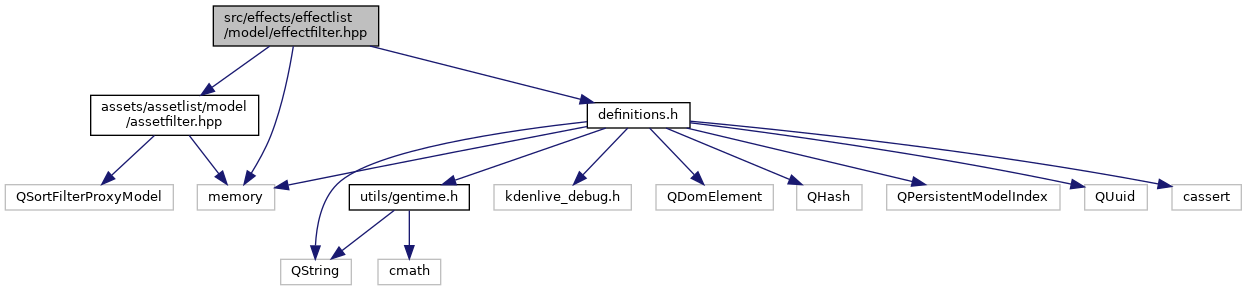 src/effects/effectlist
/model/effectfilter.hpp
assets/assetlist/model
/assetfilter.hpp
definitions.h
QSortFilterProxyModel
memory
utils/gentime.h
kdenlive_debug.h
QDomElement
QHash
QPersistentModelIndex
QUuid
cassert
QString
cmath